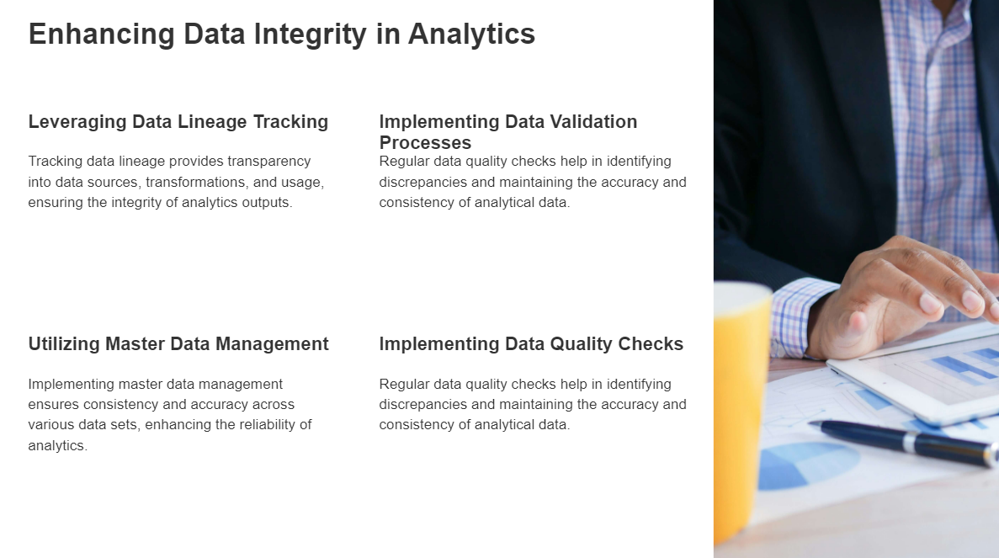 Enhancing Data Integrity in Analytics
Leveraging Data Lineage Tracking
Tracking data lineage provides transparency
into data sources, transformations, and usage,
ensuring the integrity of analytics outputs.
Implementing Data Validation
Processes
Regular data quality checks help in identifying
discrepancies and maintaining the accuracy and
consistency of analytical data.
Utilizing Master Data Management
Implementing master data management
ensures consistency and accuracy across
various data sets, enhancing the reliability of
analytics.
Implementing Data Quality Checks
Regular data quality checks help in identifying
discrepancies and maintaining the accuracy and
consistency of analytical data.